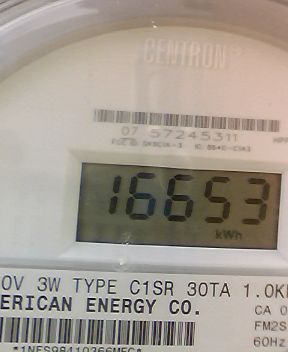 CENTRON®
07 57245311
16653
kWh
0V 3W TYPE C1SR 30TA 1.0K
ERICAN ENERGY CO.
CA 0
FM2S
60Hz